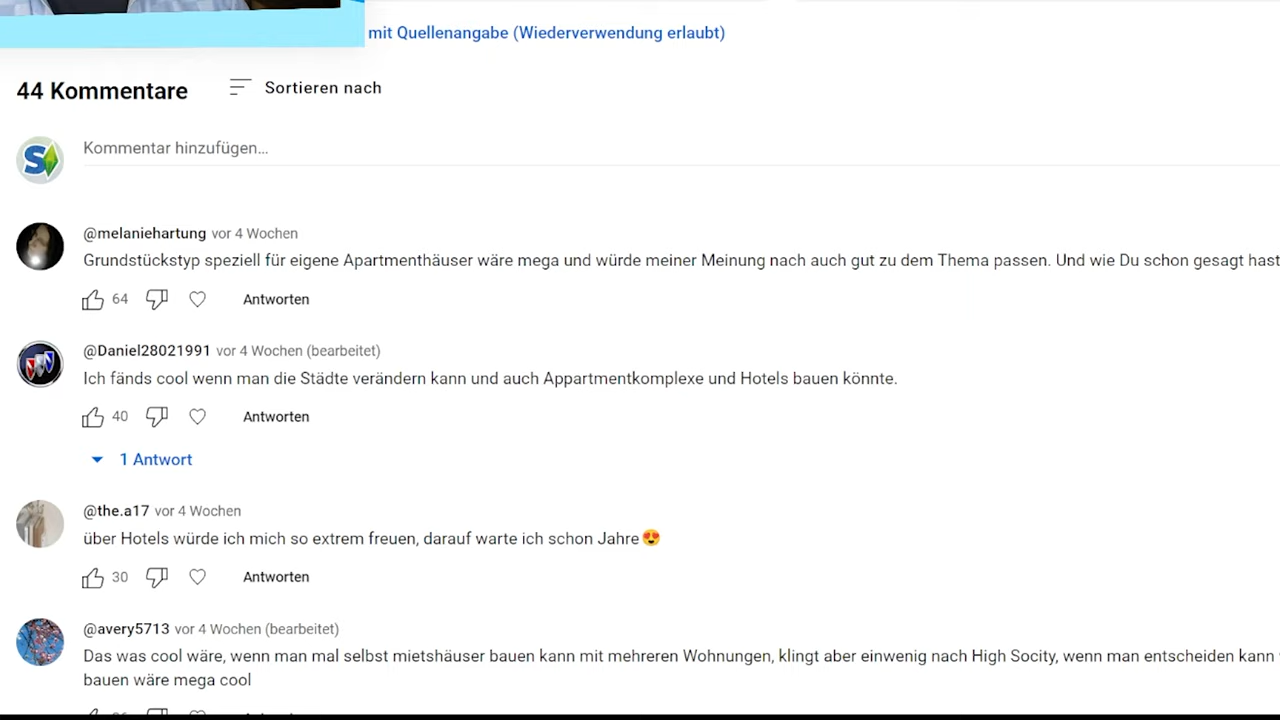 mit Quellenangabe (Wiederverwendung erlaubt)
44 Kommentare
Sortieren nach
S
Kommentar hinzufügen...
@melaniehartung vor 4 Wochen
Grundstückstyp speziell für eigene Apartmenthäuser wäre mega und würde meiner Meinung nach auch gut zu dem Thema passen. Und wie Du schon gesagt hast
64 Antworten
@Daniel28021991 vor 4 Wochen (bearbeitet)
Ich fänds cool wenn man die Städte verändern kann und auch Appartmentkomplexe und Hotels bauen könnte.
40 Antworten
1 Antwort
@the.a17 vor 4 Wochen
über Hotels würde ich mich so extrem freuen, darauf warte ich schon Jahre😍
30 Antworten
@avery5713 vor 4 Wochen (bearbeitet)
Das was cool wäre, wenn man mal selbst mietshäuser bauen kann mit mehreren Wohnungen, klingt aber einwenig nach High Socity, wenn man entscheiden kann
bauen wäre mega cool